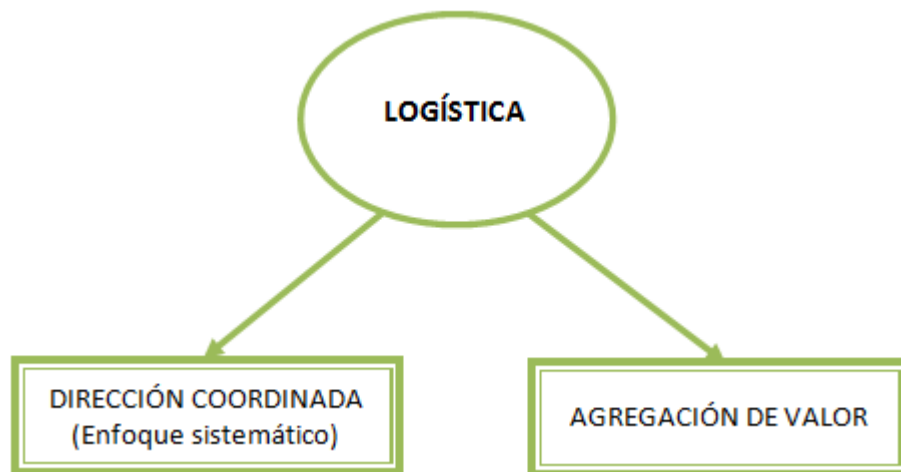 LOGÍSTICA
DIRECCIÓN COORDINADA
(Enfoque sistemático)
AGREGACIÓN DE VALOR